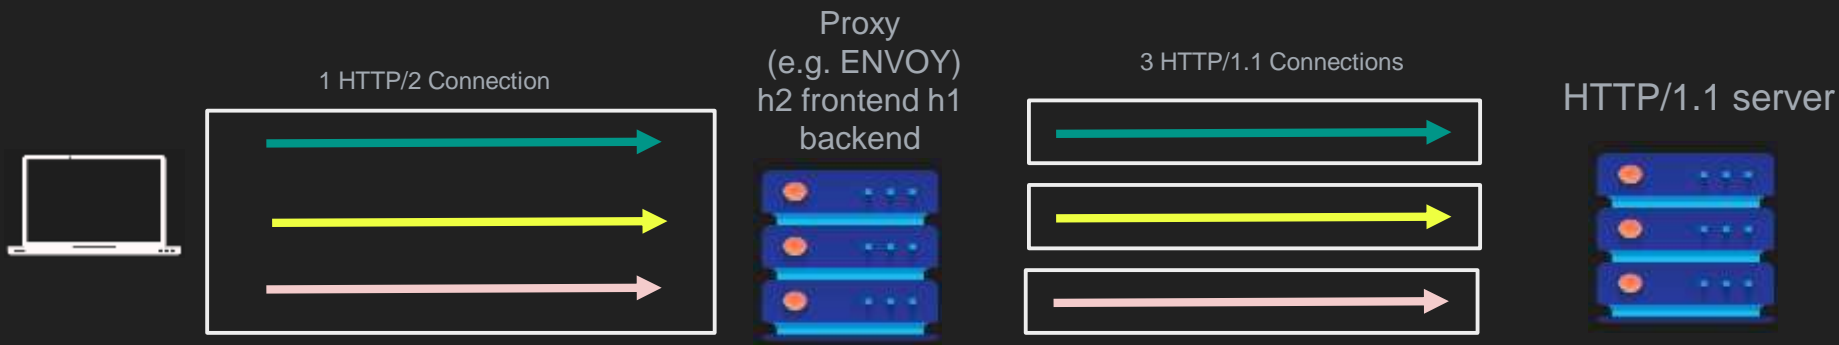 1 HTTP/2 Connection
Proxy
(e.g. ENVOY)
h2 frontend h1
backend
3 HTTP/1.1 Connections
HTTP/1.1 server